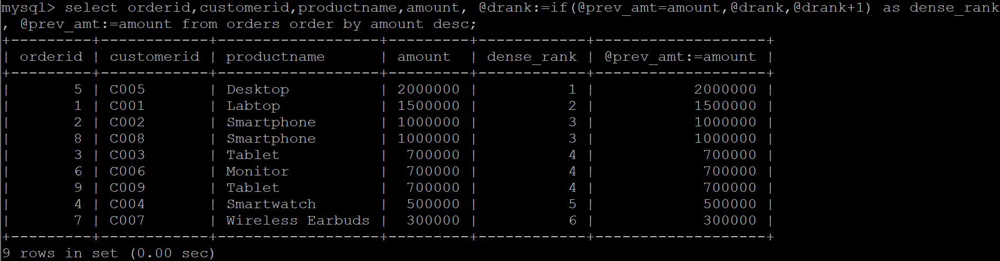 mysql> select orderid,customerid,productname,amount, @drank:=if(@prev_amt=amount,@drank,@drank+1) as dense_rank
, @prev_amt:=amount from orders order by amount desc;
+---------+------------+------------------+---------+------------+-------------------+
| orderid | customerid | productname      | amount  | dense_rank | @prev_amt:=amount |
+---------+------------+------------------+---------+------------+-------------------+
|       5 | C005       | Desktop          | 2000000 |          1 |           2000000 |
|       1 | C001       | Labtop           | 1500000 |          2 |           1500000 |
|       2 | C002       | Smartphone       | 1000000 |          3 |           1000000 |
|       8 | C008       | Smartphone       | 1000000 |          3 |           1000000 |
|       3 | C003       | Tablet           |  700000 |          4 |            700000 |
|       6 | C006       | Monitor          |  700000 |          4 |            700000 |
|       9 | C009       | Tablet           |  700000 |          4 |            700000 |
|       4 | C004       | Smartwatch       |  500000 |          5 |            500000 |
|       7 | C007       | Wireless Earbuds |  300000 |          6 |            300000 |
+---------+------------+------------------+---------+------------+-------------------+
9 rows in set (0.00 sec)